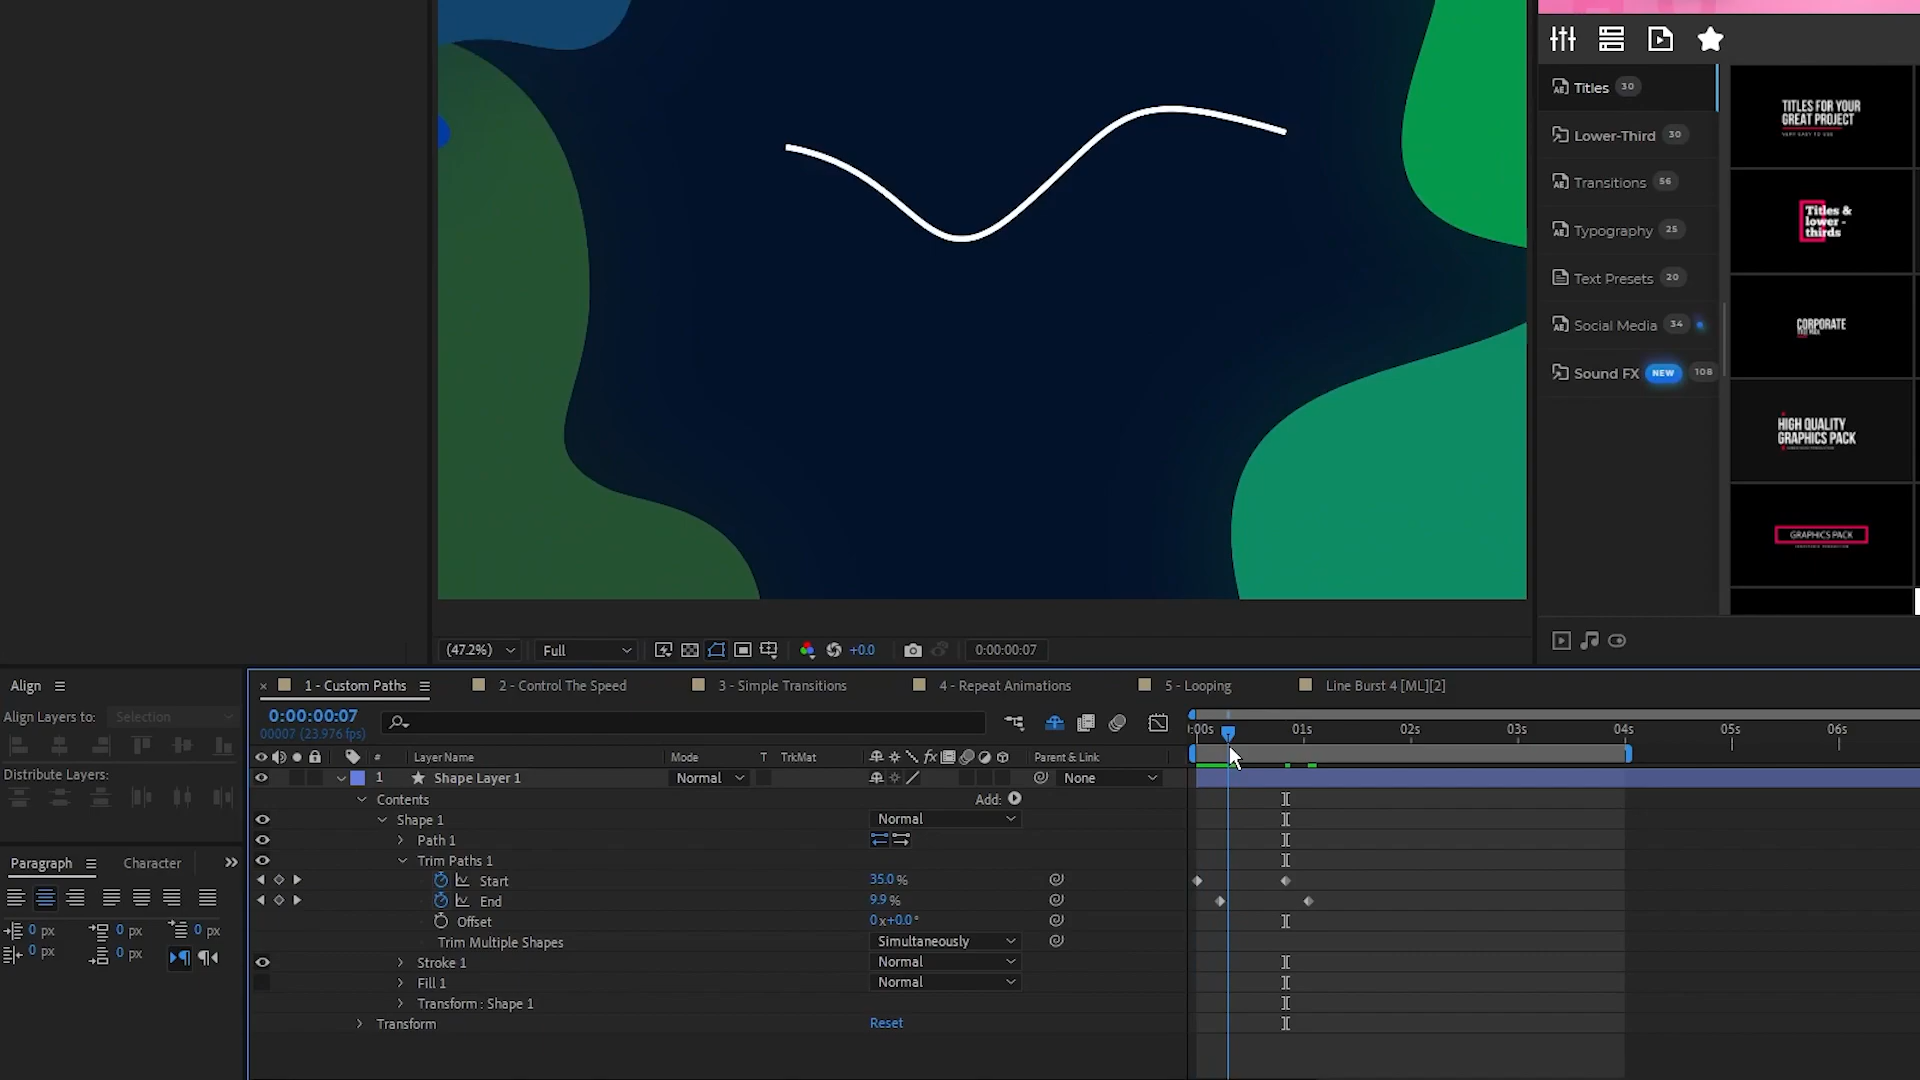 Titles 30
Lower-Third 30
Transitions 56
Typography 25
Text Presets 20
Social Media 34
Sound FX NEW 108
TITLES FOR YOUR
GREAT PROJECT
VERY EASY TO USE
Titles &
lower -
thirds
CORPORATE
HIGH QUALITY
GRAPHICS PACK
GRAPHICS PACK
(47.2%) Full +0.0 0:00:00:07
Align
Align Layers to: Selection
Distribute Layers:
Paragraph Character
0 px 0 px 0 px
0 px 0 px
1 - Custom Paths 2 - Control The Speed 3 - Simple Transitions 4 - Repeat Animations 5 - Looping Line Burst 4 [ML][2]
0:00:00:07
00007 (23.976 fps)
:00s 01s 02s 03s 04s 05s 06s
# Layer Name Mode T TrkMat fx Parent & Link
1 Shape Layer 1 Normal None
Contents Add:
Shape 1 Normal
Path 1
Trim Paths 1
Start 35.0 %
End 9.9 %
Offset 0x+0.0°
Trim Multiple Shapes Simultaneously
Stroke 1 Normal
Fill 1 Normal
Transform : Shape 1
Transform Reset